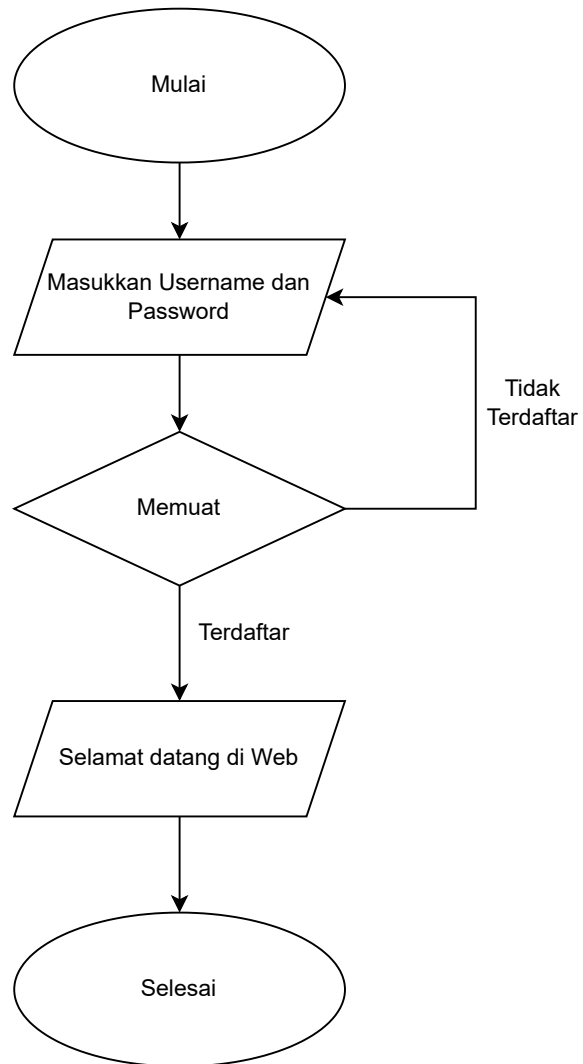 Mulai
Masukkan Username dan
Password
Tidak
Terdaftar
Memuat
Terdaftar
Selamat datang di Web
Selesai